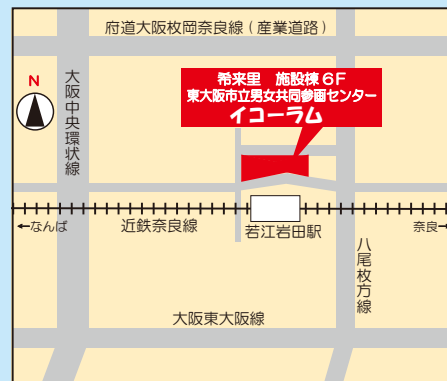 府道大阪枚岡奈良線(産業道路)
N
大阪中央環状線
希来里 施設棟6F
東大阪市立男女共同参画センター
イコーラム
←なんば
近鉄奈良線
若江岩田駅
奈良→
八尾枚方線
大阪東大阪線